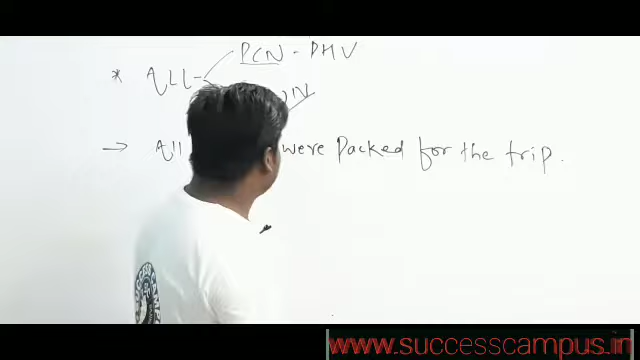 PCN - PHV
* ALL
→ All were packed for the trip.
www.successcampus.in